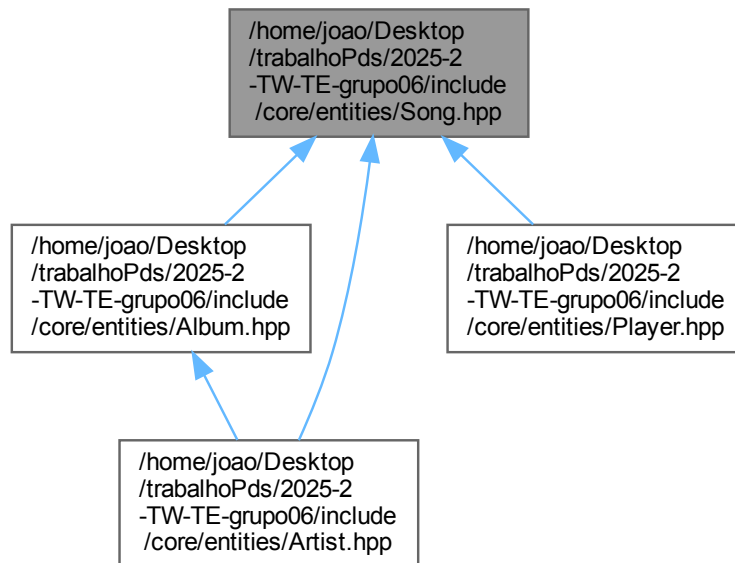 /home/joao/Desktop
/trabalhoPds/2025-2
-TW-TE-grupo06/include
/core/entities/Song.hpp
/home/joao/Desktop
/trabalhoPds/2025-2
-TW-TE-grupo06/include
/core/entities/Album.hpp
/home/joao/Desktop
/trabalhoPds/2025-2
-TW-TE-grupo06/include
/core/entities/Player.hpp
/home/joao/Desktop
/trabalhoPds/2025-2
-TW-TE-grupo06/include
/core/entities/Artist.hpp